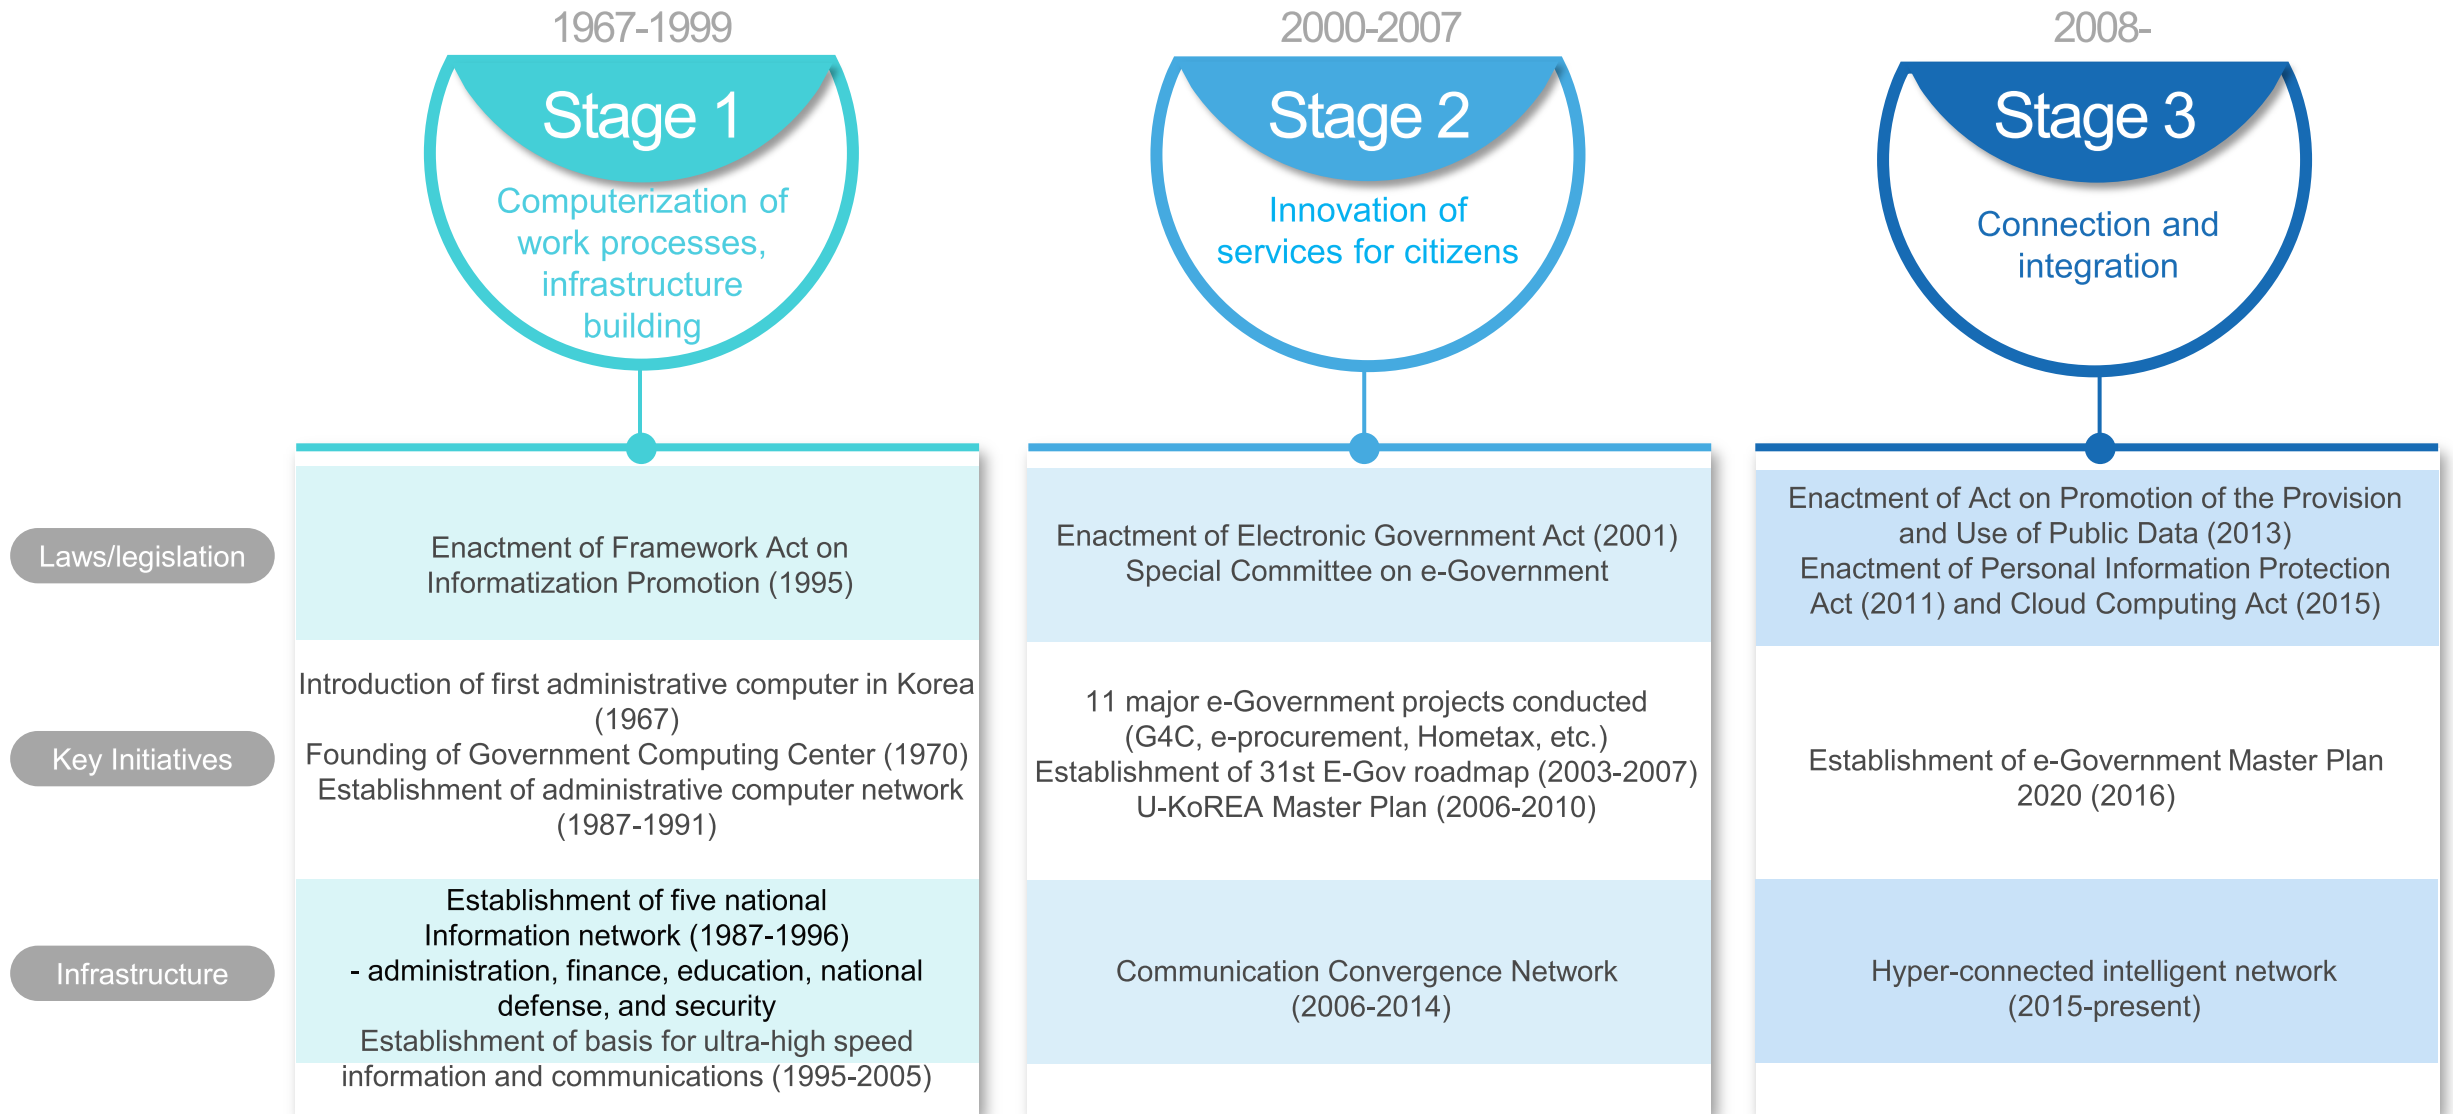 1967-1999
Stage 1
Computerization of
work processes,
infrastructure
building
2000-2007
Stage 2
Innovation of
services for citizens
2008-
Stage 3
Connection and
integration
Laws/legislation
Enactment of Framework Act on
Informatization Promotion (1995)
Enactment of Electronic Government Act (2001)
Special Committee on e-Government
Enactment of Act on Promotion of the Provision
and Use of Public Data (2013)
Enactment of Personal Information Protection
Act (2011) and Cloud Computing Act (2015)
Key Initiatives
Introduction of first administrative computer in Korea
(1967)
Founding of Government Computing Center (1970)
Establishment of administrative computer network
(1987-1991)
11 major e-Government projects conducted
(G4C, e-procurement, Hometax, etc.)
Establishment of 31st E-Gov roadmap (2003-2007)
U-KoREA Master Plan (2006-2010)
Establishment of e-Government Master Plan
2020 (2016)
Infrastructure
Establishment of five national
Information network (1987-1996)
- administration, finance, education, national
defense, and security
Establishment of basis for ultra-high speed
information and communications (1995-2005)
Communication Convergence Network
(2006-2014)
Hyper-connected intelligent network
(2015-present)